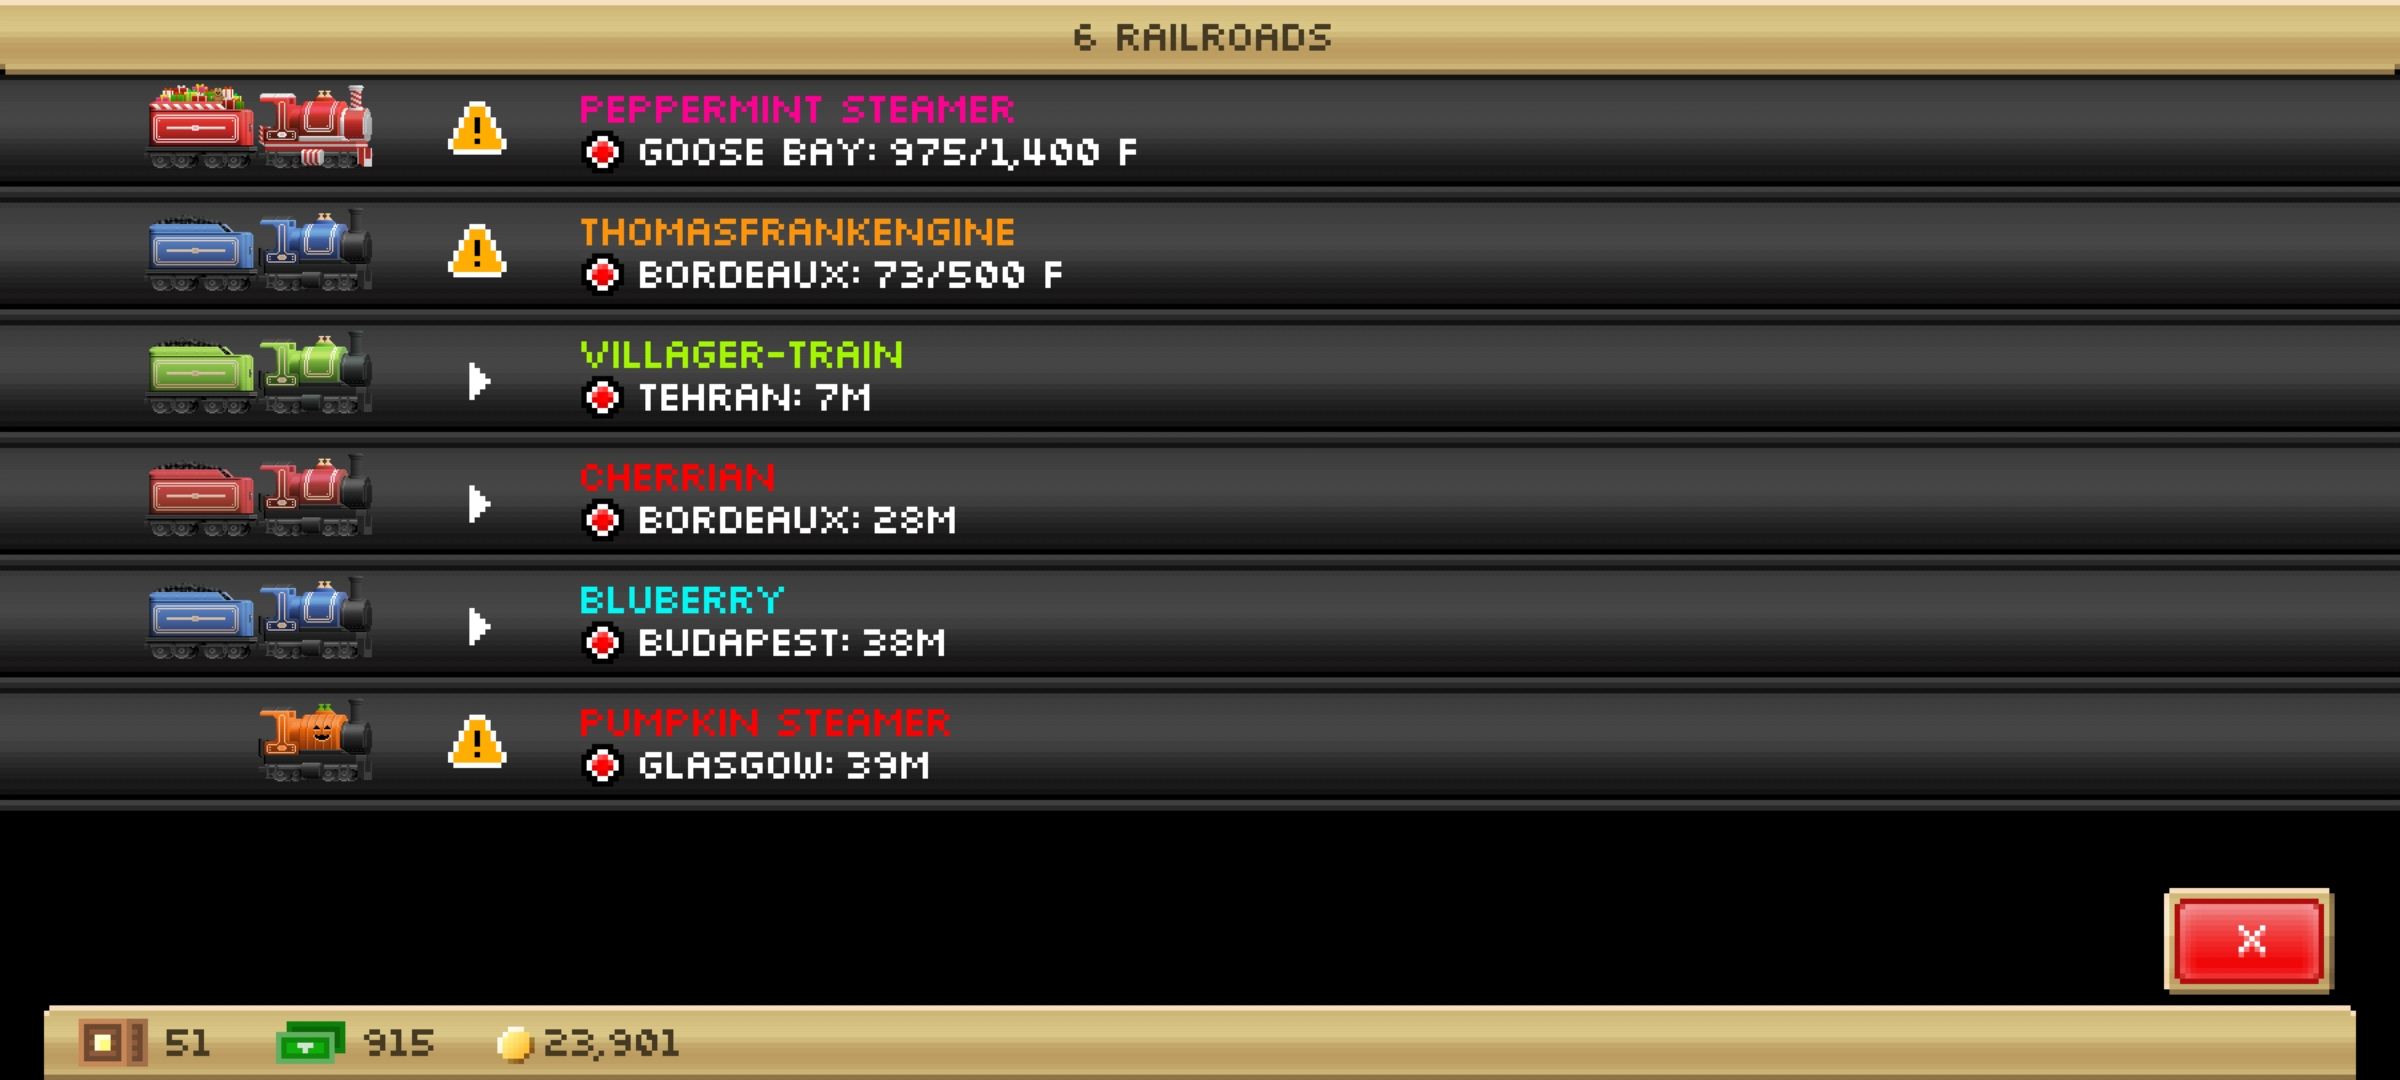 6 RAILROADS
PEPPERMINT STEAMER
GOOSE BAY: 975/1,400 F
THOMASFRANKENGINE
BORDEAUX: 73/500 F
VILLAGER-TRAIN
TEHRAN: 7M
CHERRIAN
BORDEAUX: 28M
BLUBERRY
BUDAPEST: 38M
PUMPKIN STEAMER
GLASGOW: 39M
51 915 23,901